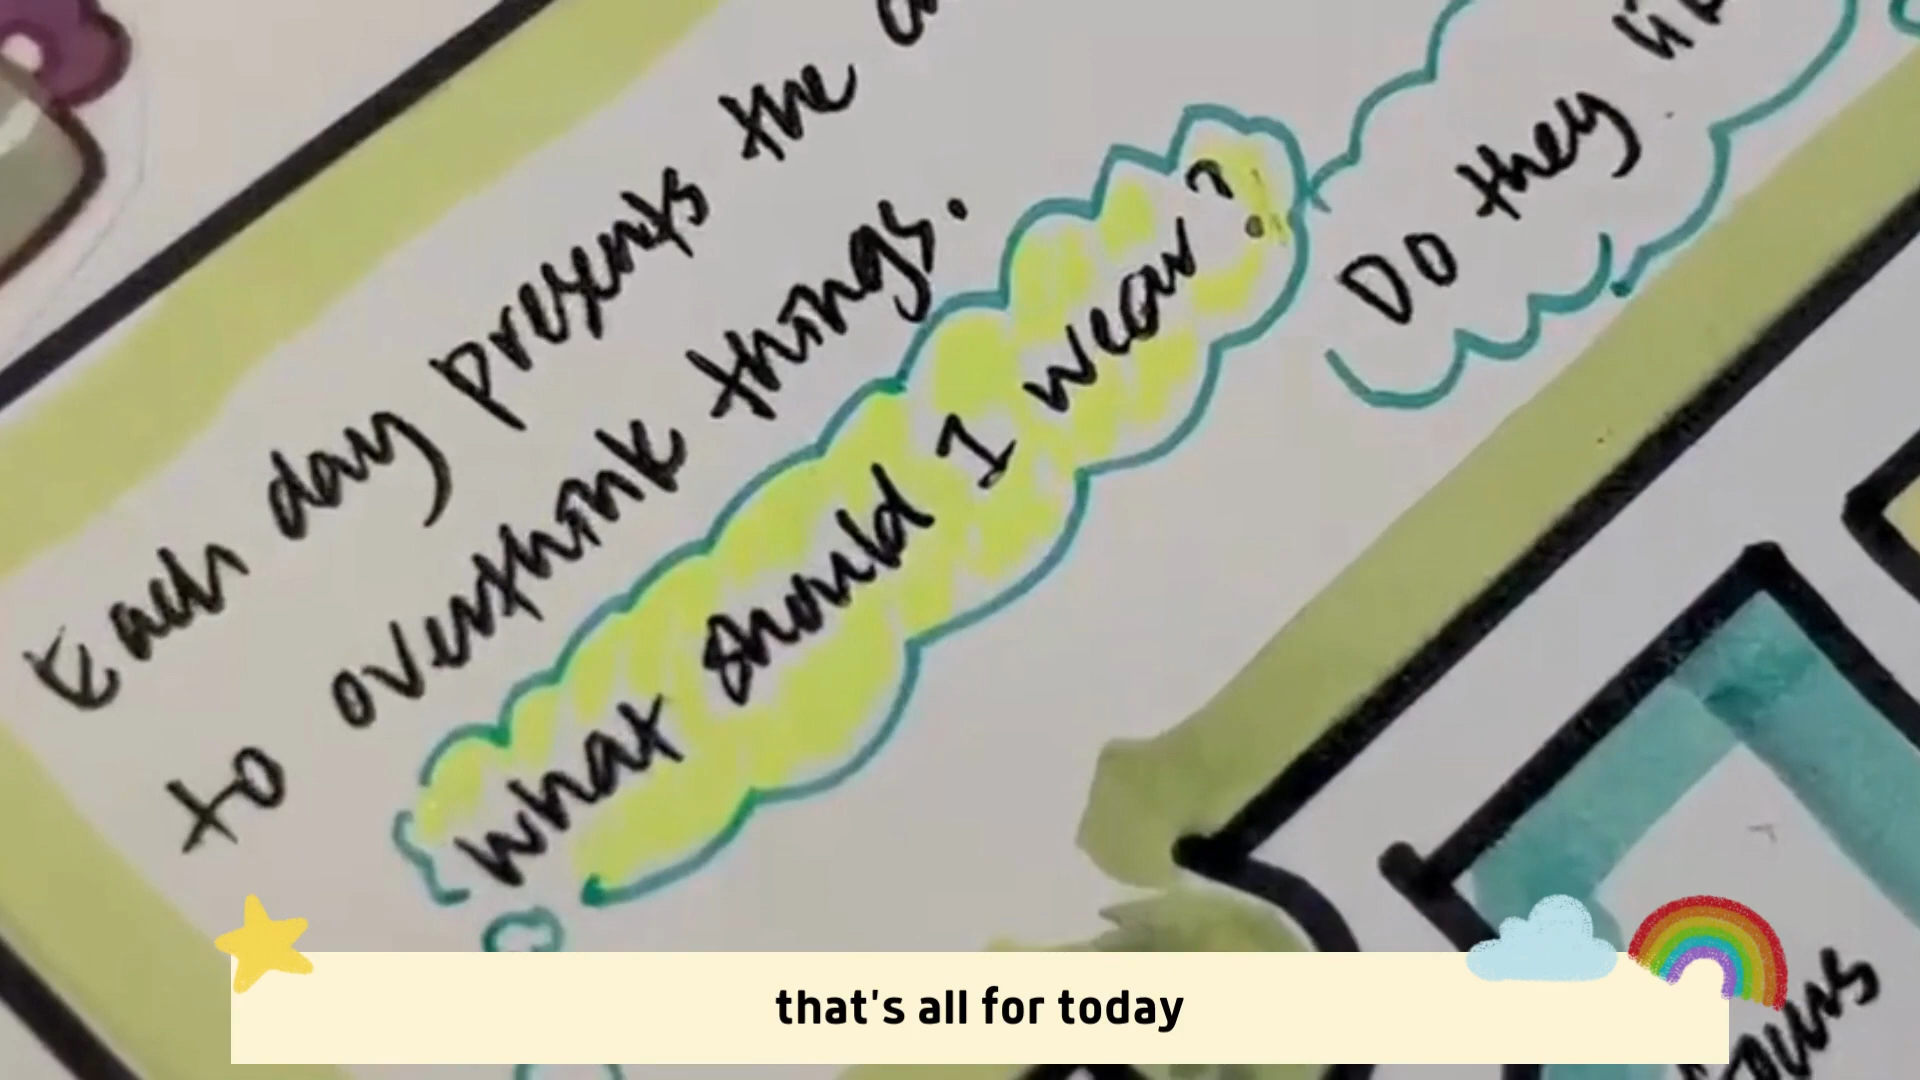 Each day presents the
to overthink things.
What should I wear?
Do they
that's all for today